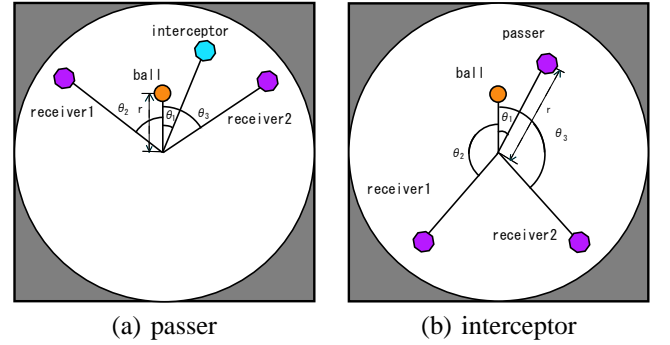 interceptor
ball
θ2
r
θ1
θ3
receiver1
receiver2
(a) passer
passer
ball
θ1
r
θ2
θ3
receiver1
receiver2
(b) interceptor